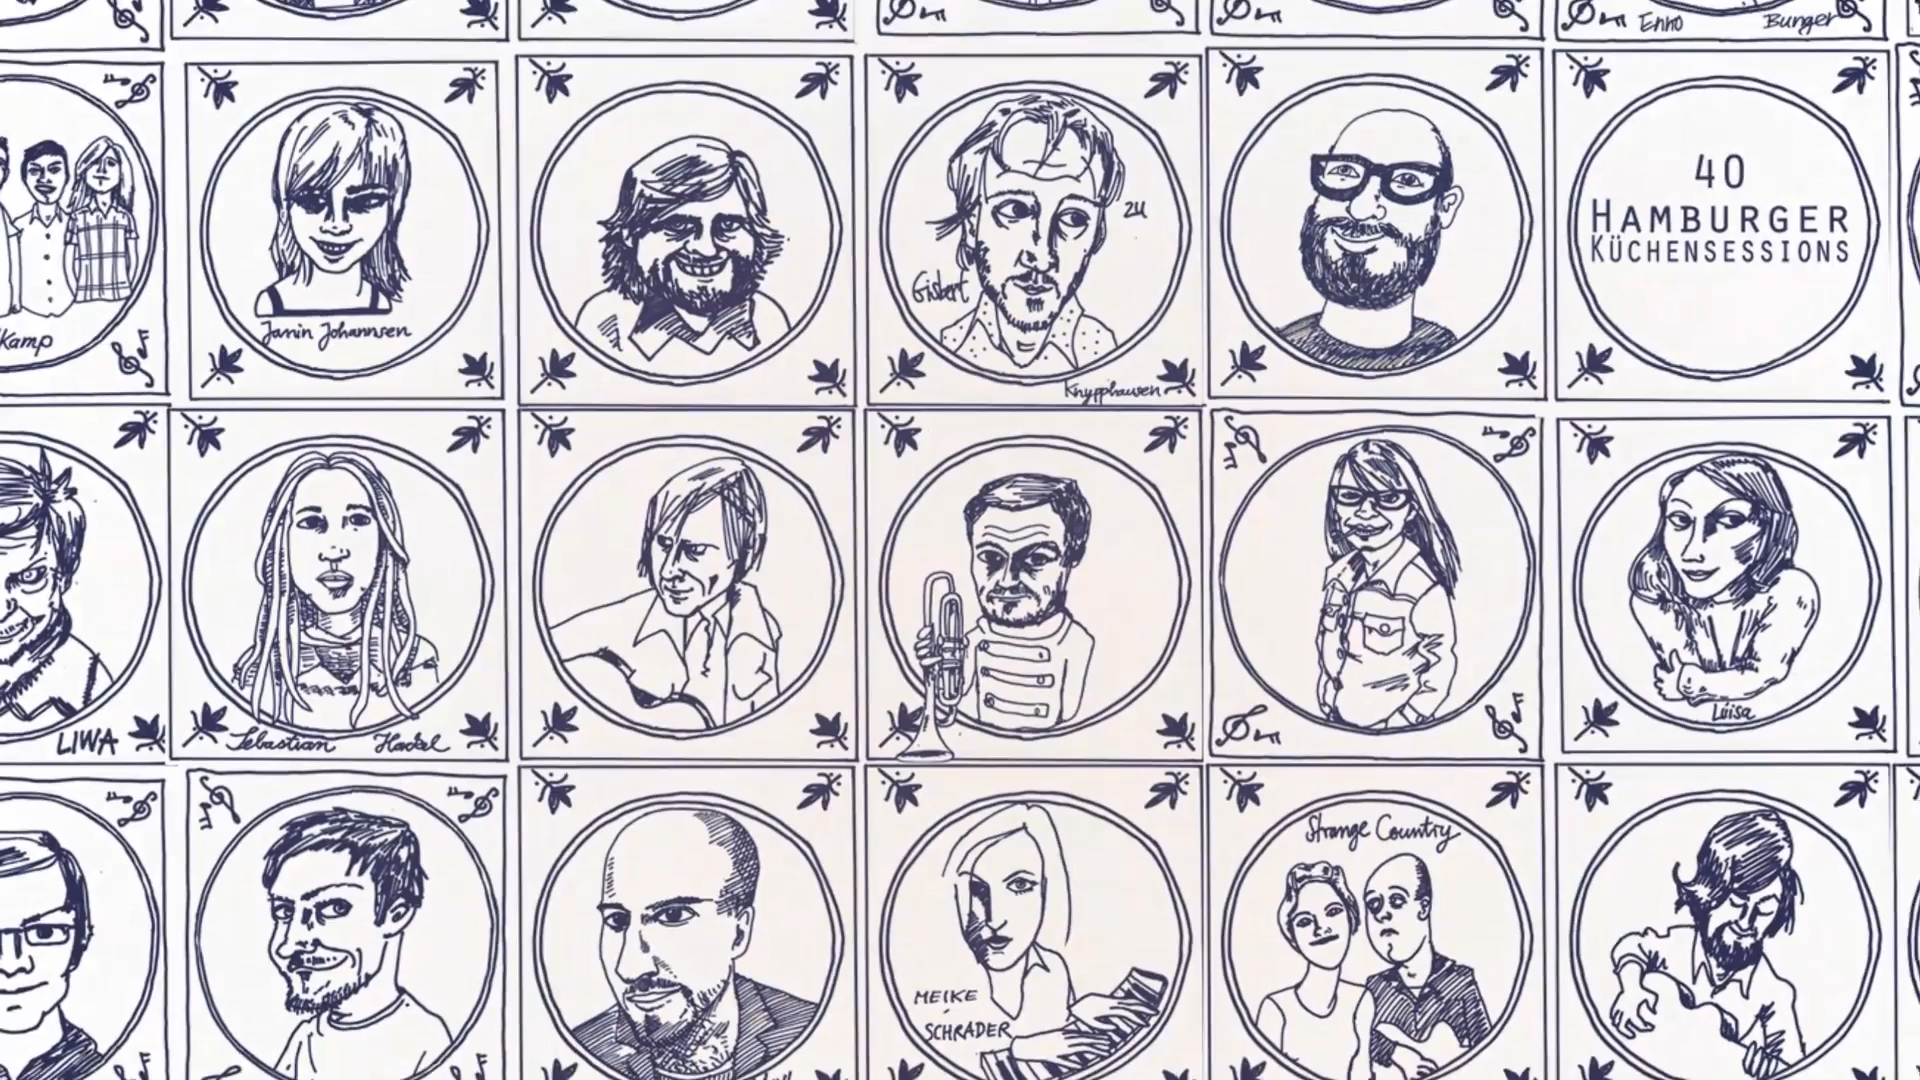 Enno Burger
Kamp
Janin Johannsen
Gisbert
zu
Knyphausen
40
HAMBURGER
KÜCHENSESSIONS
LIWA
Sebastian Hackel
Luisa
MEIKE
SCHRADER
Strange Country